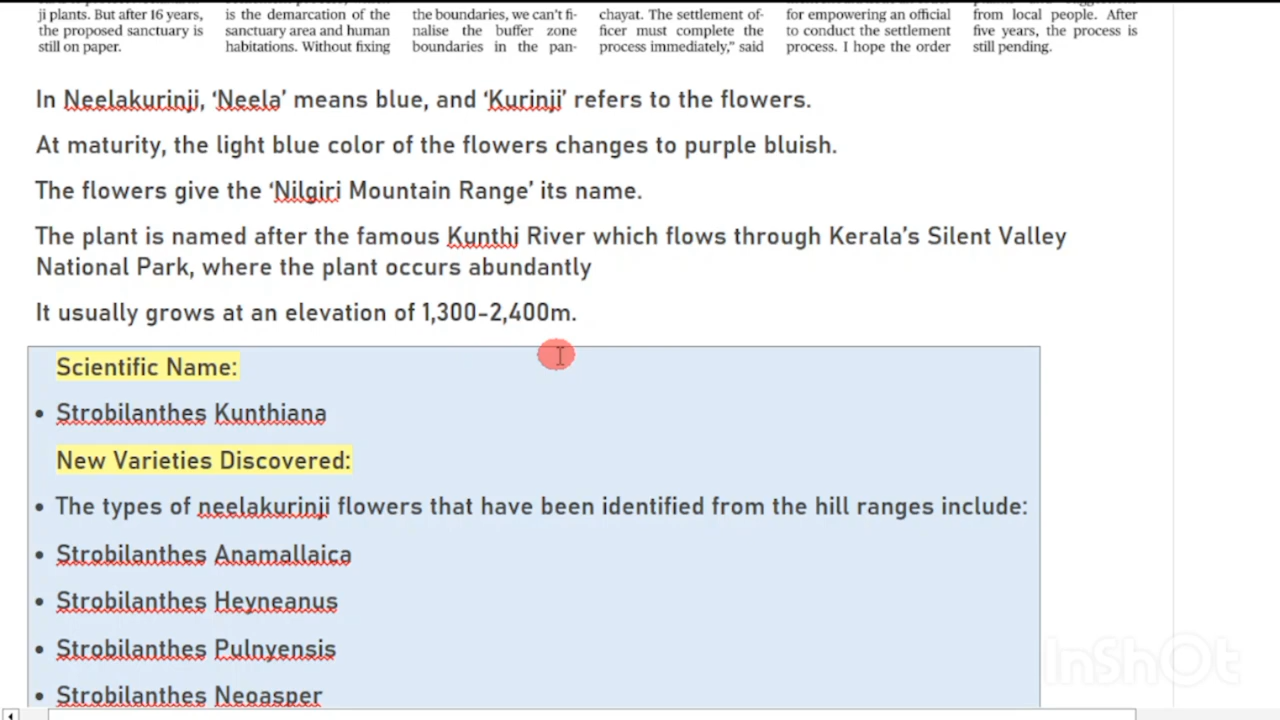 ji plants. But after 16 years,
the proposed sanctuary is
still on paper.
is the demarcation of the
sanctuary area and human
habitations. Without fixing
the boundaries, we can't fi-
nalise the buffer zone
boundaries in the pan-
chayat. The settlement of-
ficer must complete the
process immediately," said
for empowering an official
to conduct the settlement
process. I hope the order
from local people. After
five years, the process is
still pending.
In Neelakurinji, ‘Neela’ means blue, and ‘Kurinji’ refers to the flowers.
At maturity, the light blue color of the flowers changes to purple bluish.
The flowers give the ‘Nilgiri Mountain Range’ its name.
The plant is named after the famous Kunthi River which flows through Kerala’s Silent Valley
National Park, where the plant occurs abundantly
It usually grows at an elevation of 1,300-2,400m.
Scientific Name:
• Strobilanthes Kunthiana
New Varieties Discovered:
• The types of neelakurinji flowers that have been identified from the hill ranges include:
• Strobilanthes Anamallaica
• Strobilanthes Heyneanus
• Strobilanthes Pulnyensis
• Strobilanthes Neoasper
InShOt